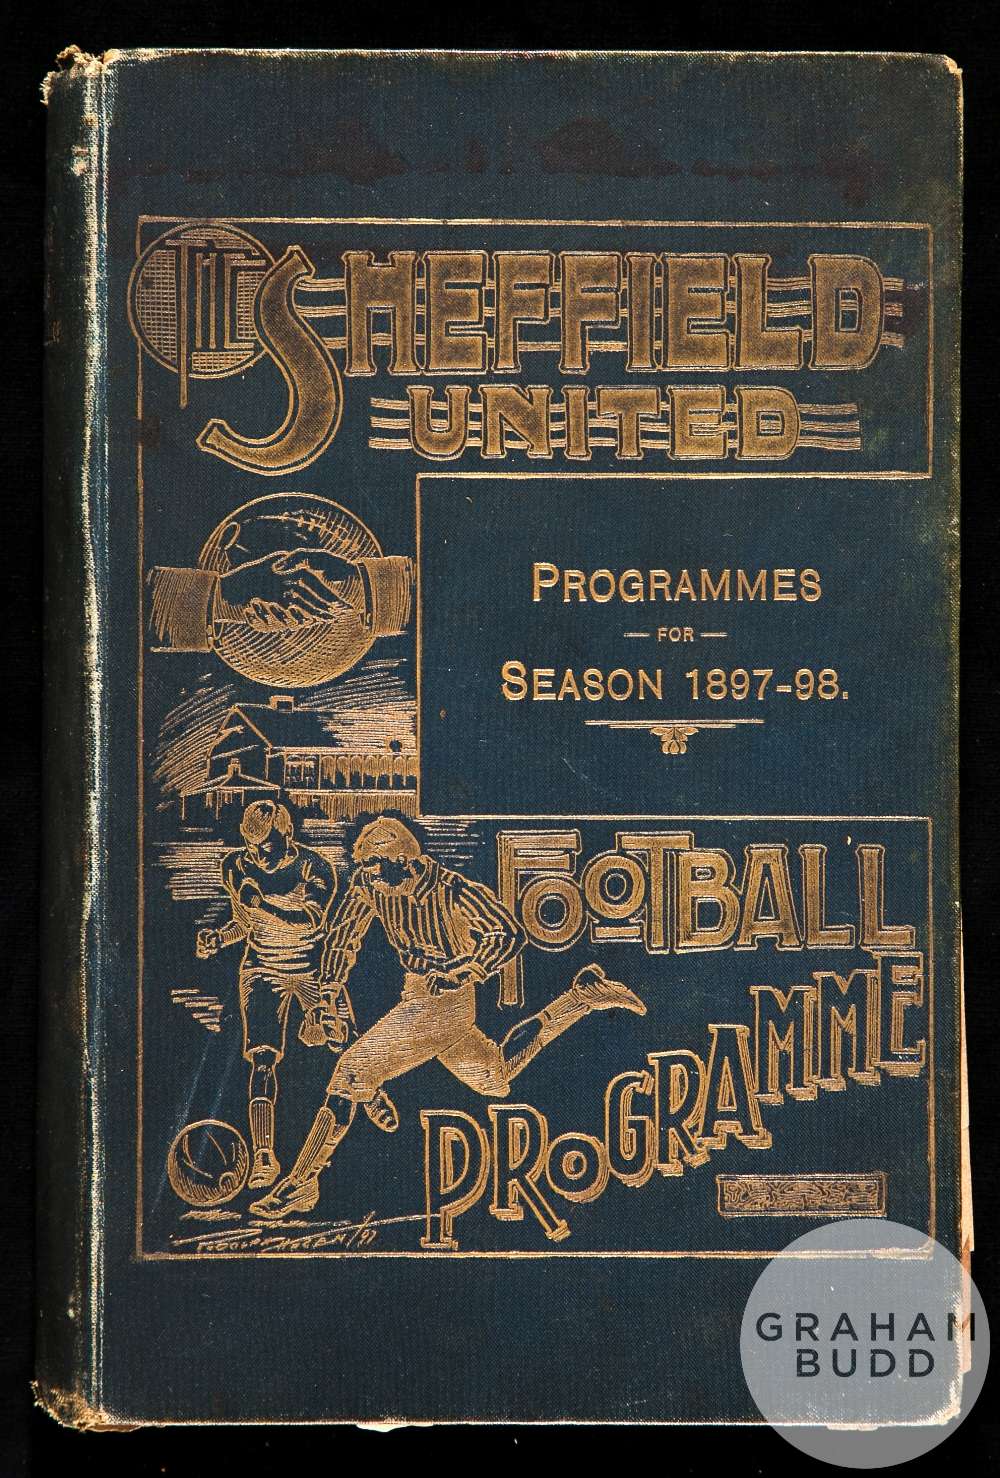 THE
SHEFFIELD
UNITED
PROGRAMMES
— FOR —
SEASON 1897-98.
FOOTBALL
PROGRAMME
GRAHAM
BUDD